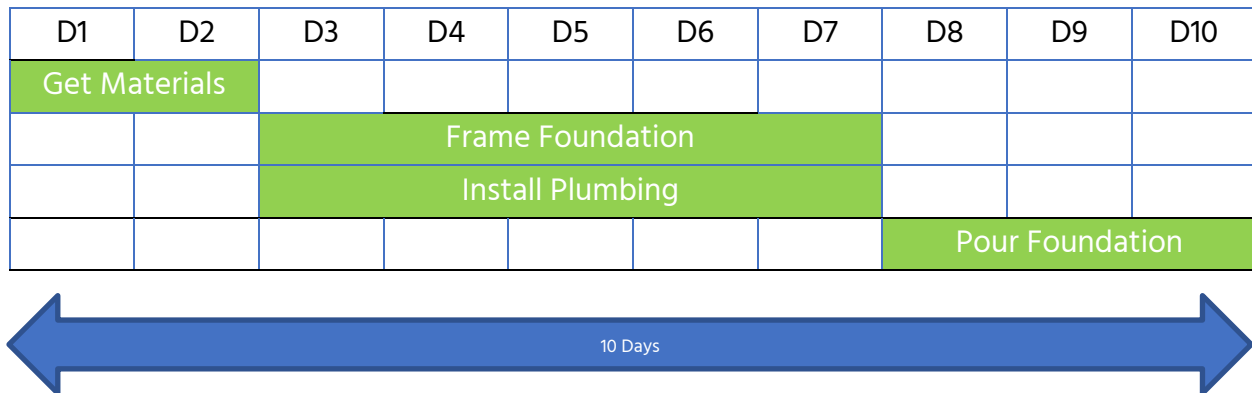 D1 D2 D3 D4 D5 D6 D7 D8 D9 D10
Get Materials
Frame Foundation
Install Plumbing
Pour Foundation
10 Days